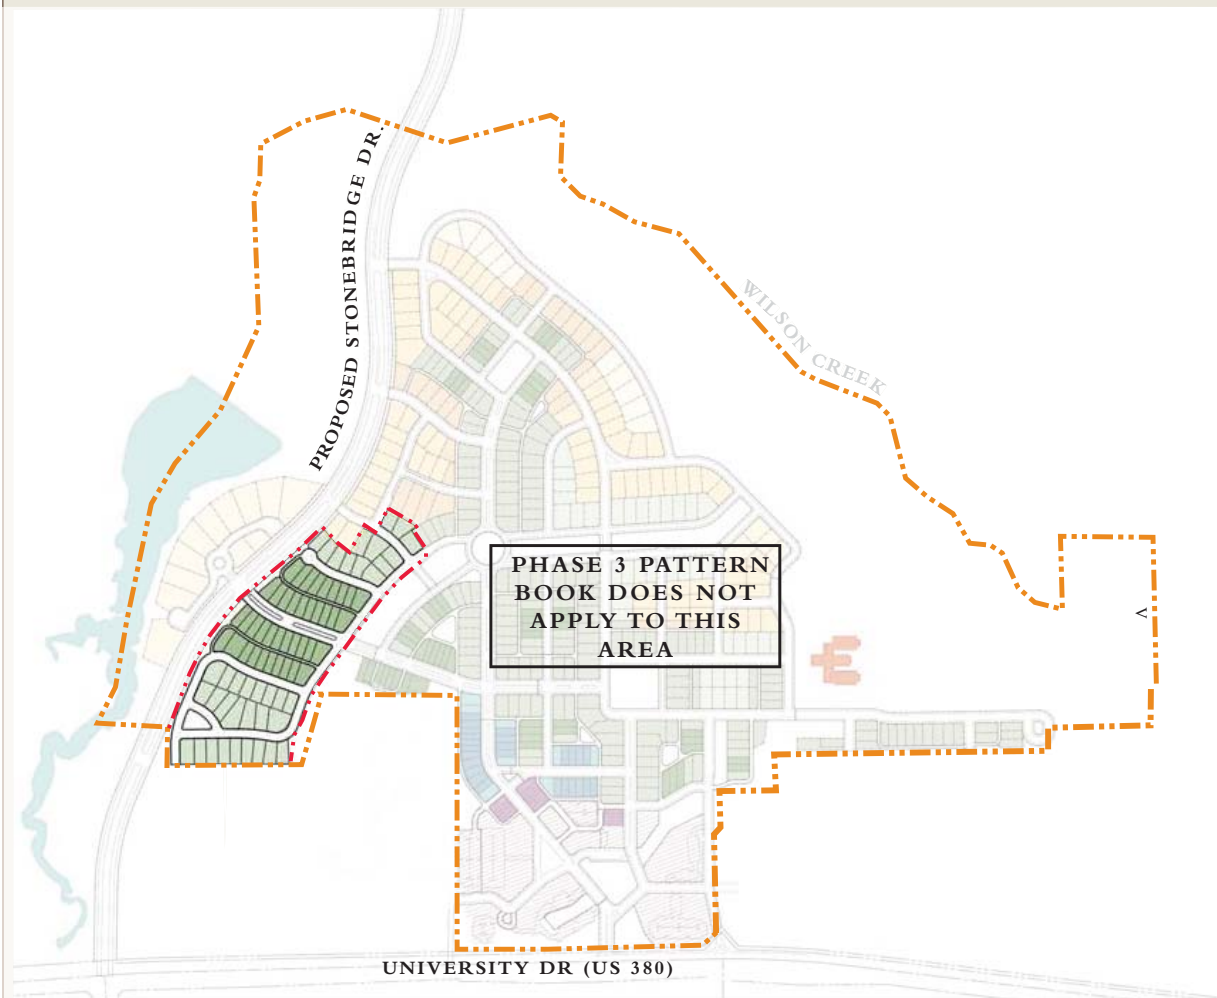 PROPOSED STONEBRIDGE DR.
WILSON CREEK
PHASE 3 PATTERN
BOOK DOES NOT
APPLY TO THIS
AREA
V
UNIVERSITY DR (US 380)